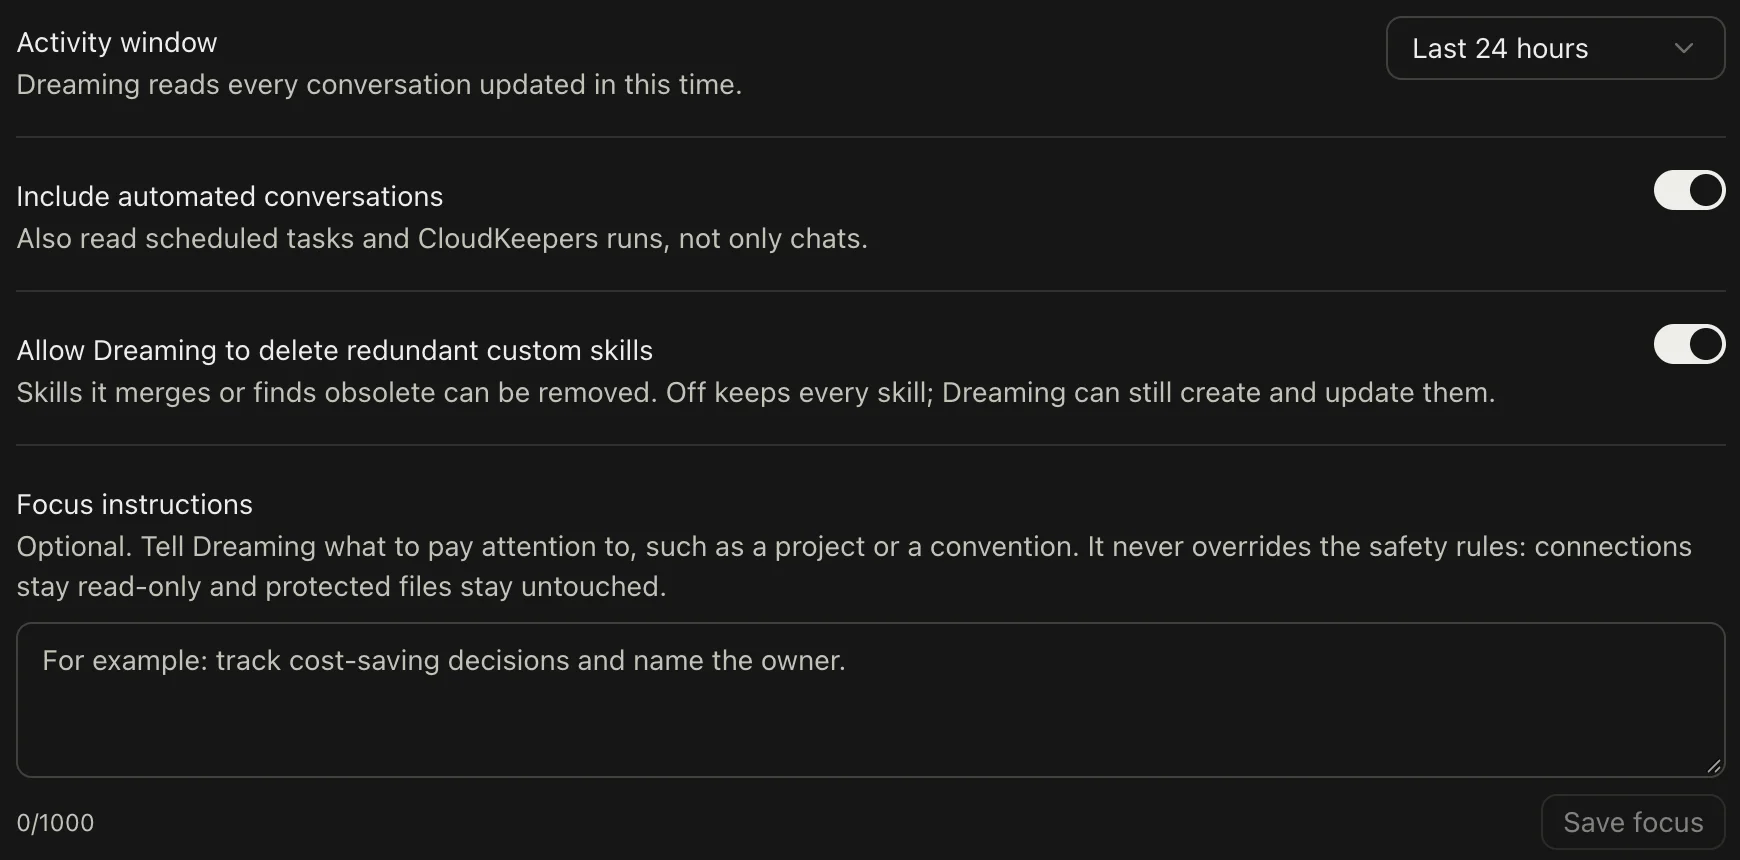 Activity window
Last 24 hours
Dreaming reads every conversation updated in this time.
Include automated conversations
Also read scheduled tasks and CloudKeepers runs, not only chats.
Allow Dreaming to delete redundant custom skills
Skills it merges or finds obsolete can be removed. Off keeps every skill; Dreaming can still create and update them.
Focus instructions
Optional. Tell Dreaming what to pay attention to, such as a project or a convention. It never overrides the safety rules: connections
stay read-only and protected files stay untouched.
For example: track cost-saving decisions and name the owner.
0/1000
Save focus